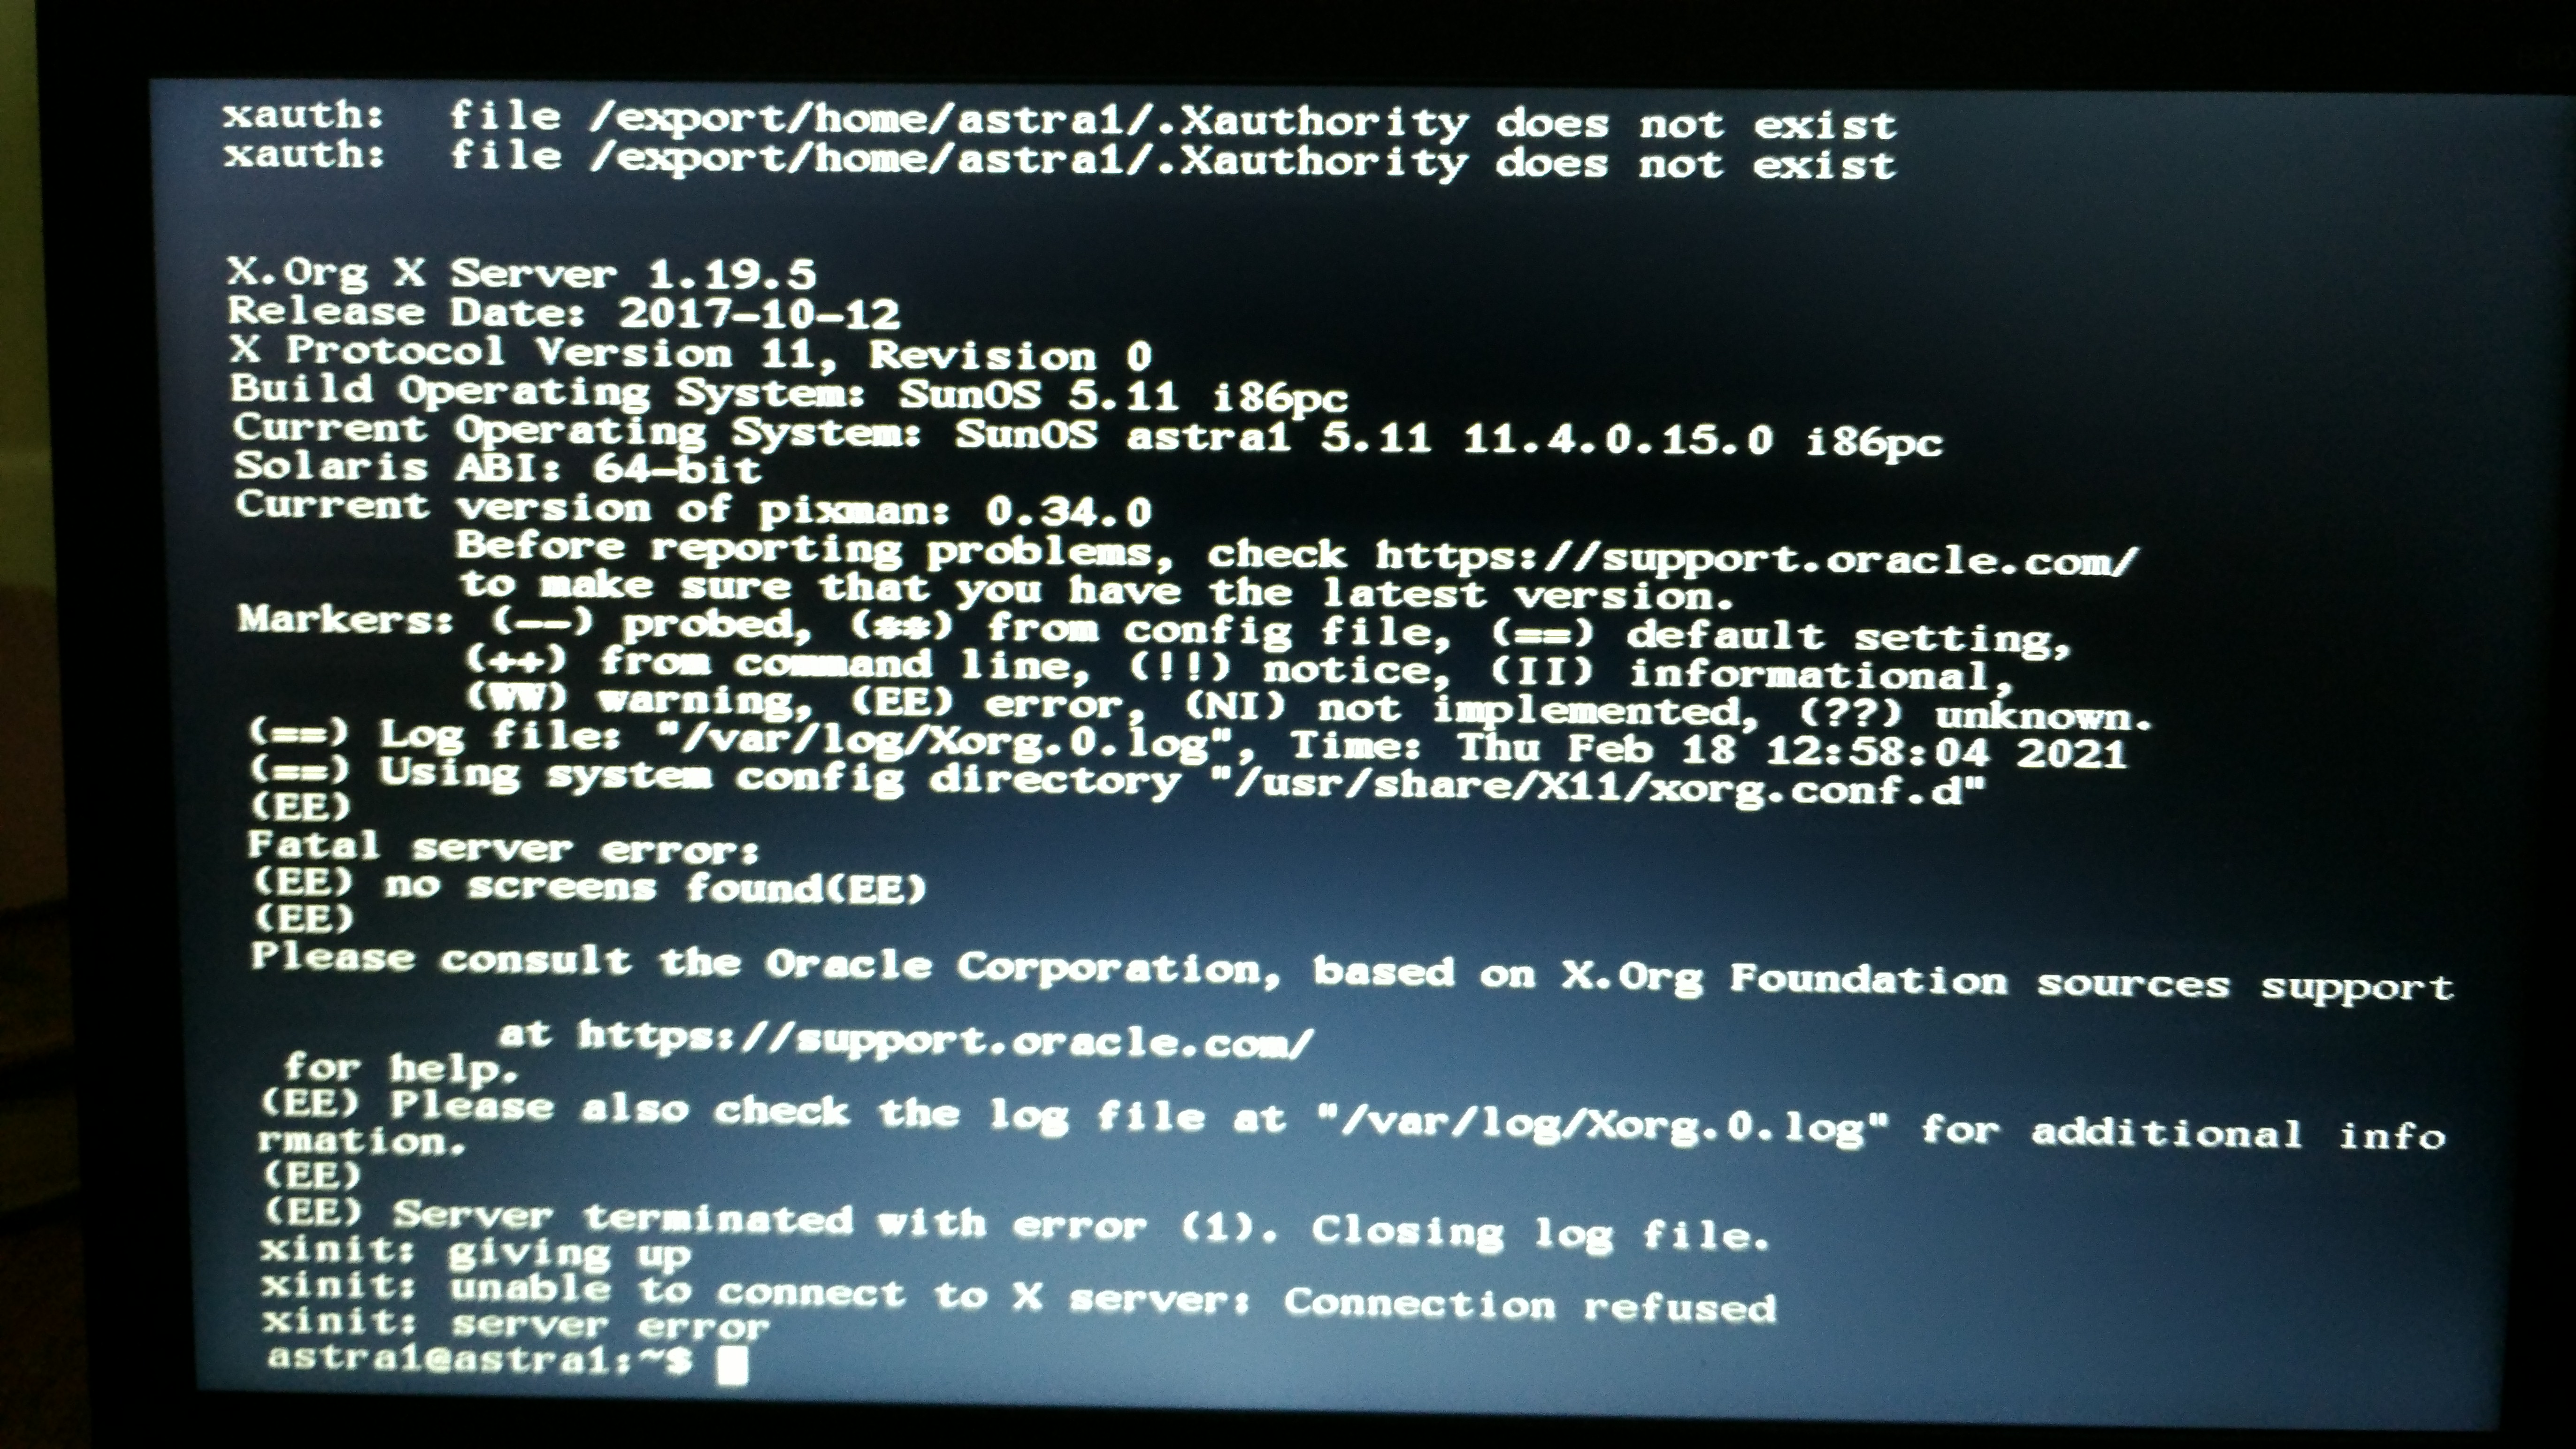 xauth:  file /export/home/astra1/.Xauthority does not exist
xauth:  file /export/home/astra1/.Xauthority does not exist
X.Org X Server 1.19.5
Release Date: 2017-10-12
X Protocol Version 11, Revision 0
Build Operating System: SunOS 5.11 i86pc
Current Operating System: SunOS astra1 5.11 11.4.0.15.0 i86pc
Solaris ABI: 64-bit
Current version of pixman: 0.34.0
Before reporting problems, check https://support.oracle.com/
to make sure that you have the latest version.
Markers: (--) probed, (**) from config file, (==) default setting,
(++) from command line, (!!) notice, (II) informational,
(WW) warning, (EE) error, (NI) not implemented, (??) unknown.
(==) Log file: "/var/log/Xorg.0.log", Time: Thu Feb 18 12:58:04 2021
(==) Using system config directory "/usr/share/X11/xorg.conf.d"
(EE)
Fatal server error:
(EE) no screens found(EE)
(EE)
Please consult the Oracle Corporation, based on X.Org Foundation sources support
at https://support.oracle.com/
for help.
(EE) Please also check the log file at "/var/log/Xorg.0.log" for additional info
rmation.
(EE)
(EE) Server terminated with error (1). Closing log file.
xinit: giving up
xinit: unable to connect to X server: Connection refused
xinit: server error
astra1@astra1:~$